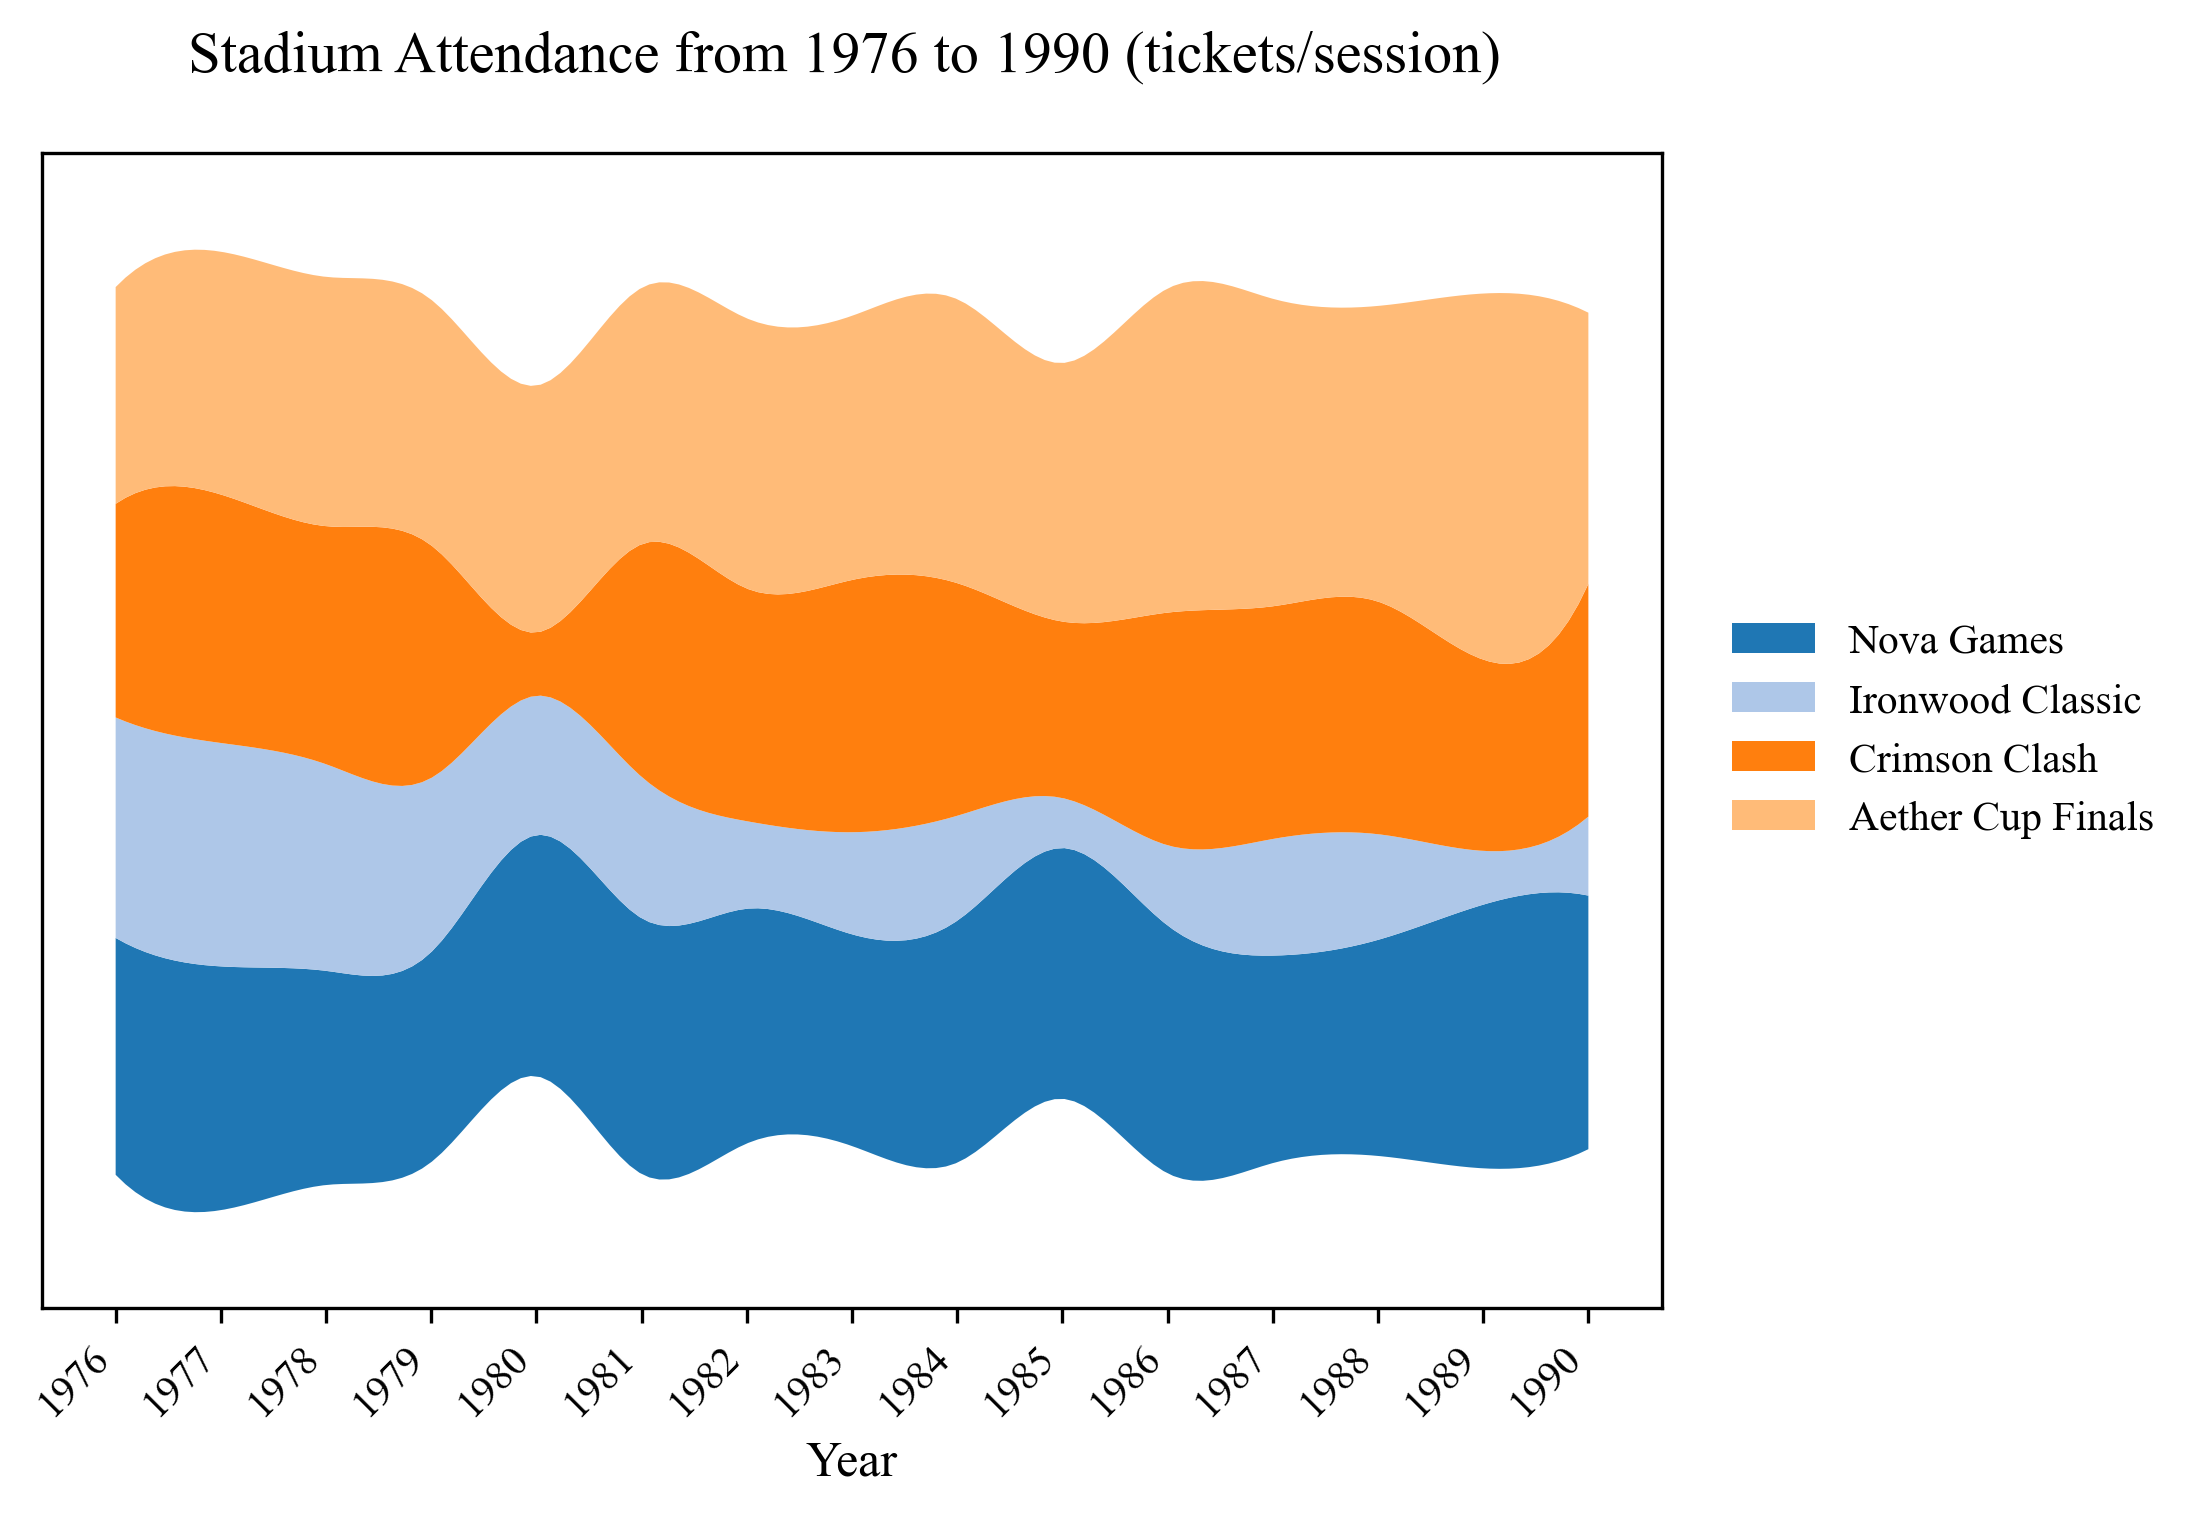 Stadium Attendance from 1976 to 1990 (tickets/session)
Nova Games
Ironwood Classic
Crimson Clash
Aether Cup Finals
1976
1977
1978
1979
1980
1981
1982
1983
1984
1985
1986
1987
1988
1989
1990
Year